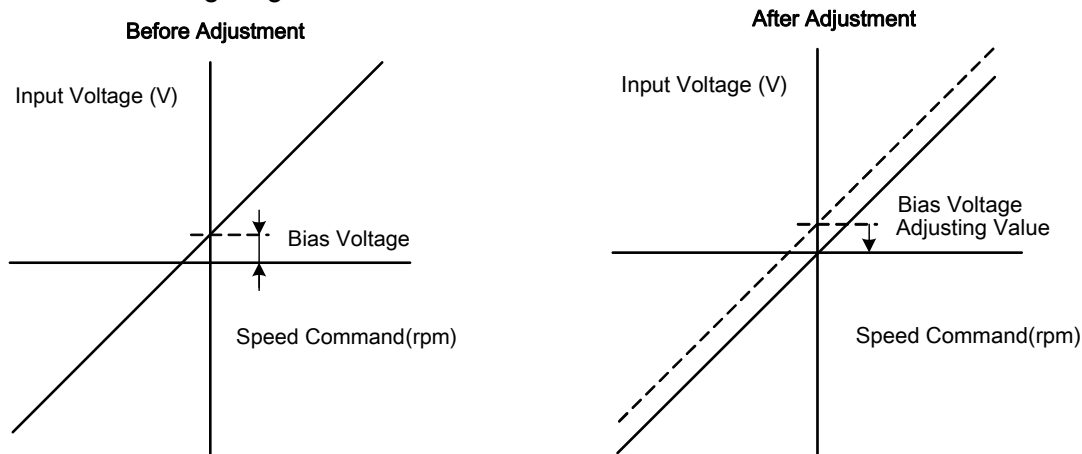 Before Adjustment
Input Voltage (V)
Bias Voltage
Speed Command(rpm)
After Adjustment
Input Voltage (V)
Bias Voltage
Adjusting Value
Speed Command(rpm)